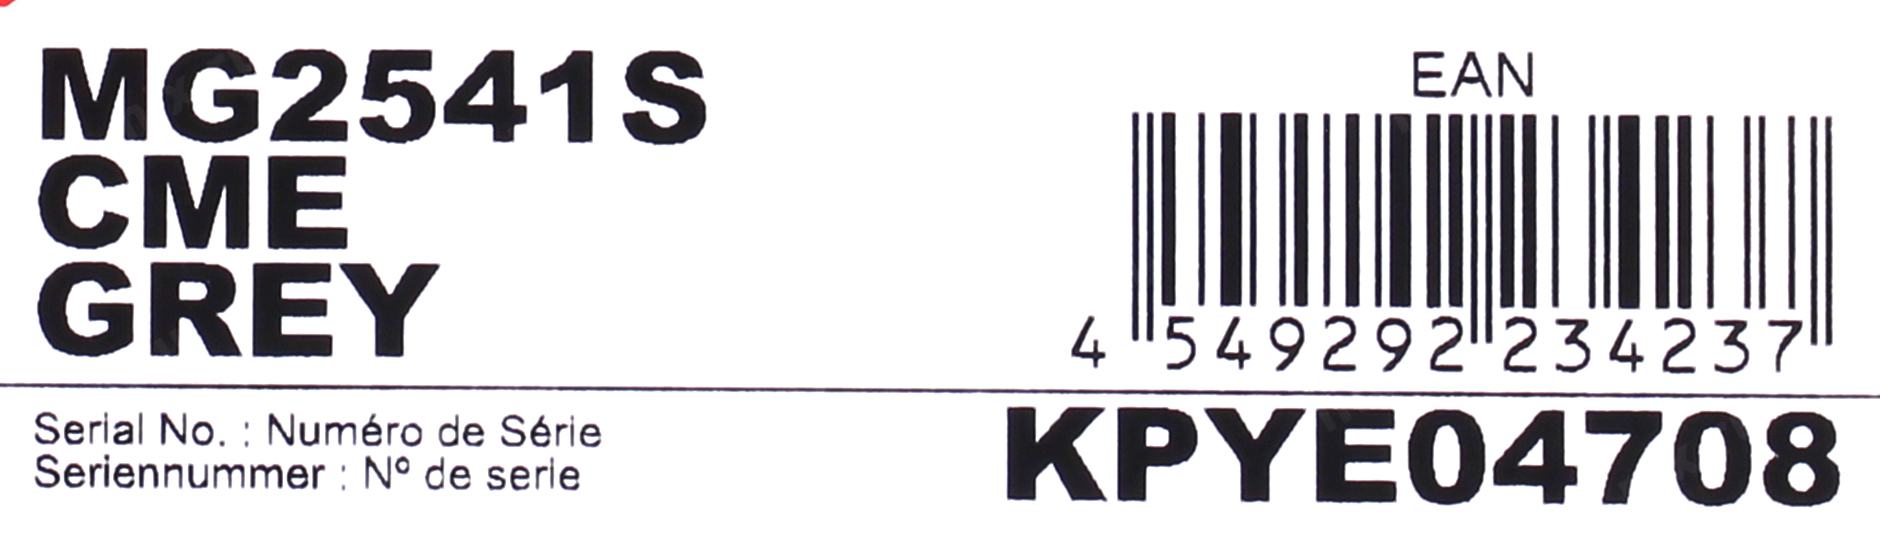 MG2541S
CME
GREY
EAN
4 549292 234237
Serial No. : Numéro de Série
Seriennummer : Nº de serie
KPYE04708